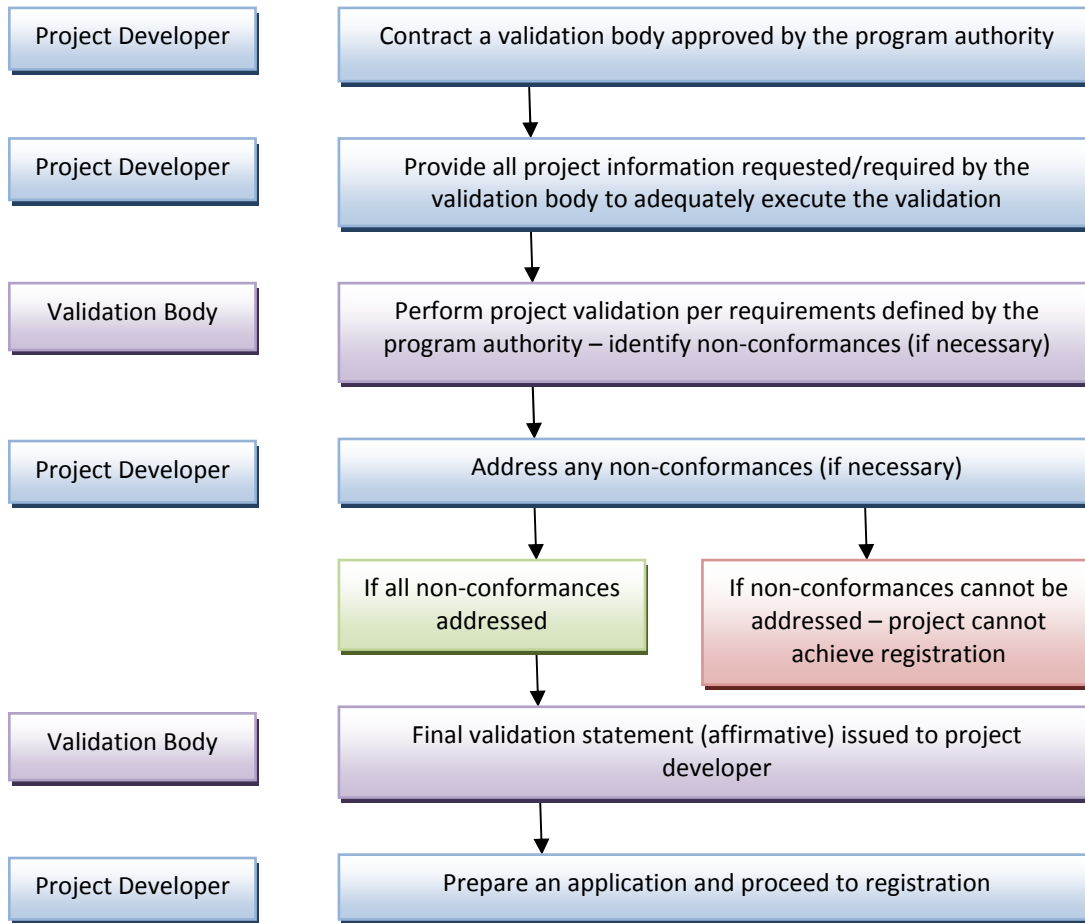 Project Developer
Contract a validation body approved by the program authority
Project Developer
Provide all project information requested/required by the
validation body to adequately execute the validation
Validation Body
Perform project validation per requirements defined by the
program authority – identify non-conformances (if necessary)
Project Developer
Address any non-conformances (if necessary)
If all non-conformances
addressed
If non-conformances cannot be
addressed – project cannot
achieve registration
Validation Body
Final validation statement (affirmative) issued to project
developer
Project Developer
Prepare an application and proceed to registration